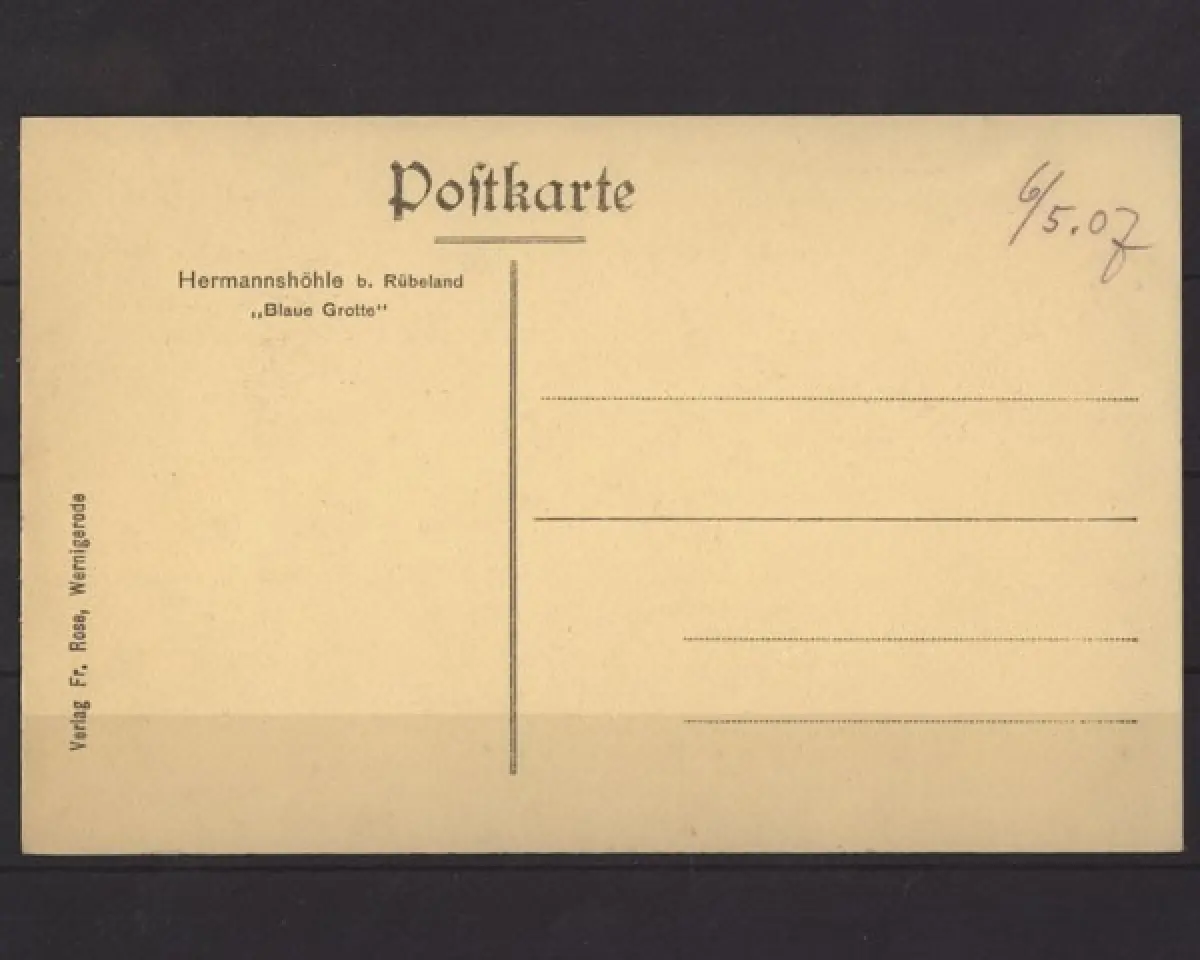 Poſtkarte
6/5.07
Hermannshöhle b. Rübeland
„Blaue Grotte“
Verlag Fr. Rose, Wernigerode